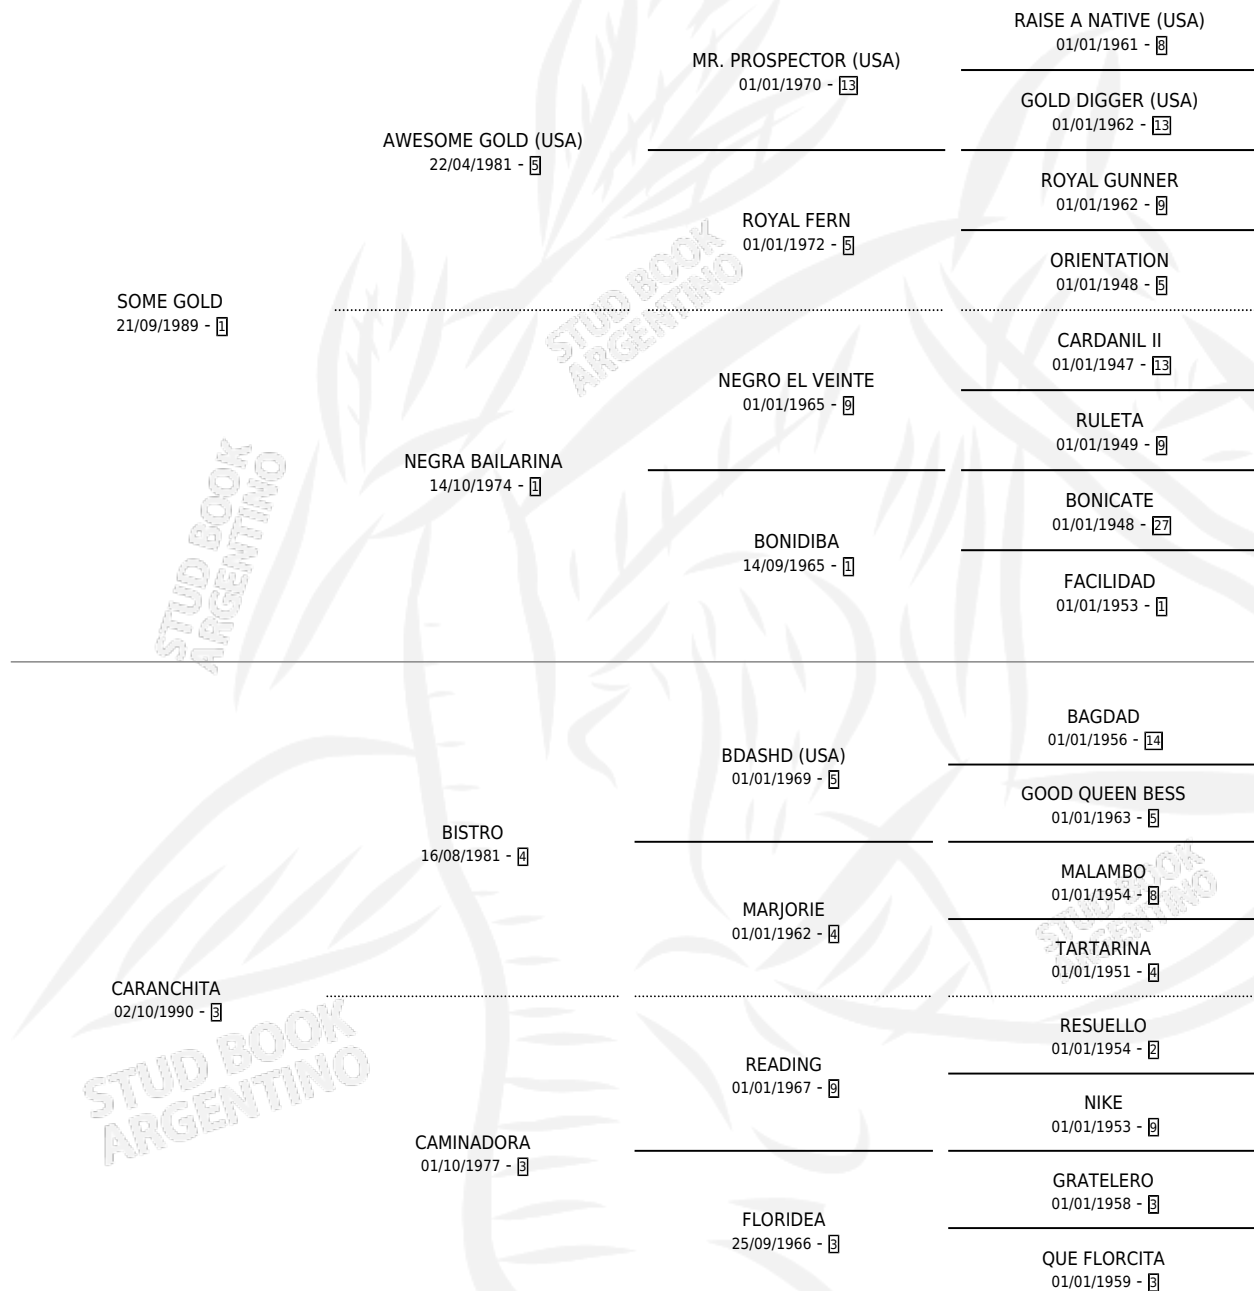 RAISE A NATIVE (USA)
01/01/1961 - 8
MR. PROSPECTOR (USA)
01/01/1970 - 13
GOLD DIGGER (USA)
01/01/1962 - 13
AWESOME GOLD (USA)
22/04/1981 - 5
ROYAL GUNNER
01/01/1962 - 9
ROYAL FERN
01/01/1972 - 5
ORIENTATION
01/01/1948 - 5
SOME GOLD
21/09/1989 - 1
CARDANIL II
01/01/1947 - 13
NEGRO EL VEINTE
01/01/1965 - 9
RULETA
01/01/1949 - 9
NEGRA BAILARINA
14/10/1974 - 1
BONICATE
01/01/1948 - 27
BONIDIBA
14/09/1965 - 1
FACILIDAD
01/01/1953 - 1
STUD BOOK
ARGENTINO
STUD BOOK
ARGENTINO
BAGDAD
01/01/1956 - 14
BDASHD (USA)
01/01/1969 - 5
GOOD QUEEN BESS
01/01/1963 - 5
BISTRO
16/08/1981 - 4
MALAMBO
01/01/1954 - 8
MARJORIE
01/01/1962 - 4
TARTARINA
01/01/1951 - 4
CARANCHITA
02/10/1990 - 3
RESUELLO
01/01/1954 - 2
READING
01/01/1967 - 9
NIKE
01/01/1953 - 9
CAMINADORA
01/10/1977 - 3
GRATELERO
01/01/1958 - 3
FLORIDEA
25/09/1966 - 3
QUE FLORCITA
01/01/1959 - 3
STUD BOOK
ARGENTINO
STUD BOOK
ARGENTINO